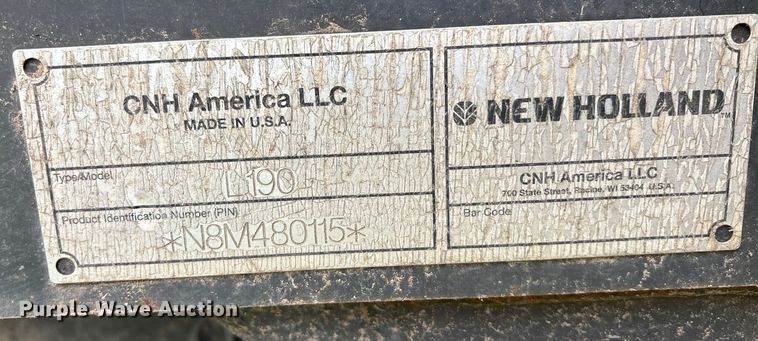 CNH America LLC
MADE IN U.S.A.
Type/Model
L190
Product Identification Number (PIN)
*N8M480115*
NEW HOLLAND™
CNH America LLC
700 State Street, Racine, WI 53404 U.S.A.
Bar Code
Purple Wave Auction